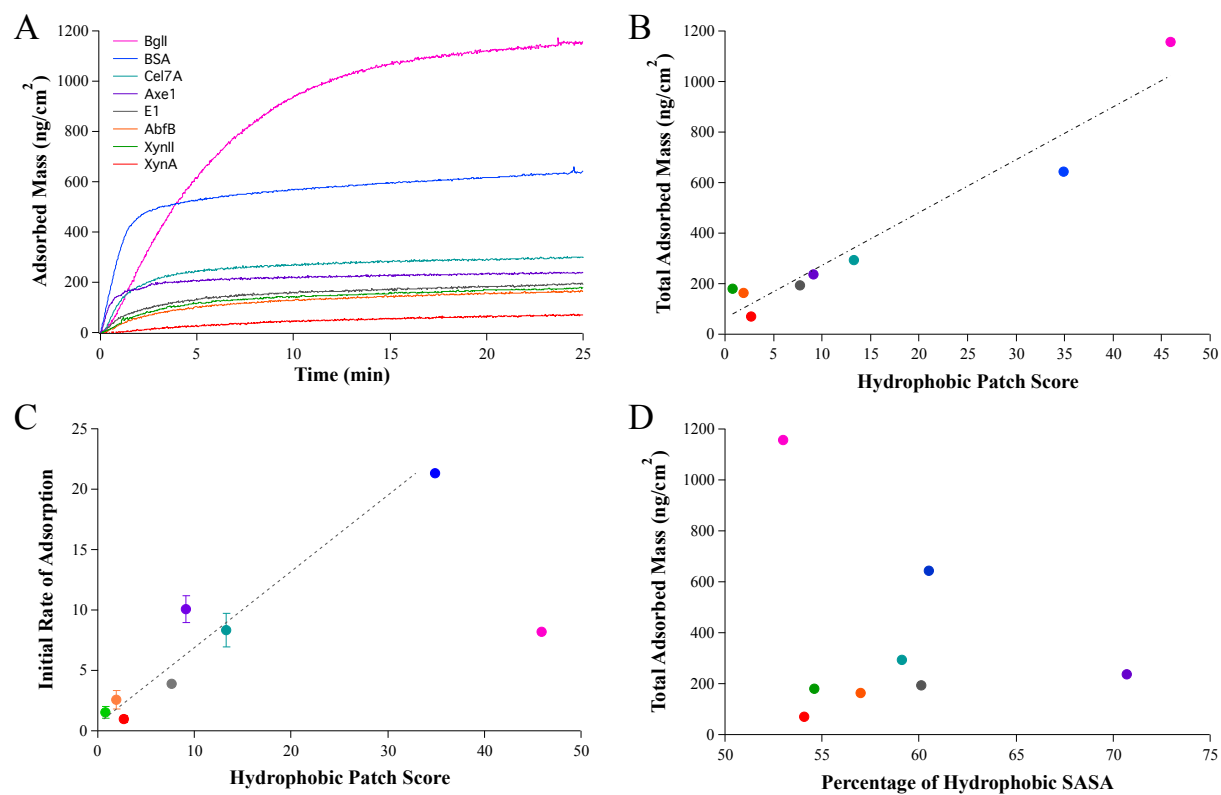 A
Adsorbed Mass (ng/cm²)
1200
1000
800
600
400
200
0
BglI
BSA
Cel7A
Axe1
E1
AbfB
XynII
XynA
0
5
10
15
20
25
Time (min)
B
Total Adsorbed Mass (ng/cm²)
1200
1000
800
600
400
200
0
0
5
10
15
20
25
30
35
40
45
50
Hydrophobic Patch Score
C
Initial Rate of Adsorption
25
20
15
10
5
0
0
10
20
30
40
50
Hydrophobic Patch Score
D
Total Adsorbed Mass (ng/cm²)
1200
1000
800
600
400
200
0
50
55
60
65
70
75
Percentage of Hydrophobic SASA